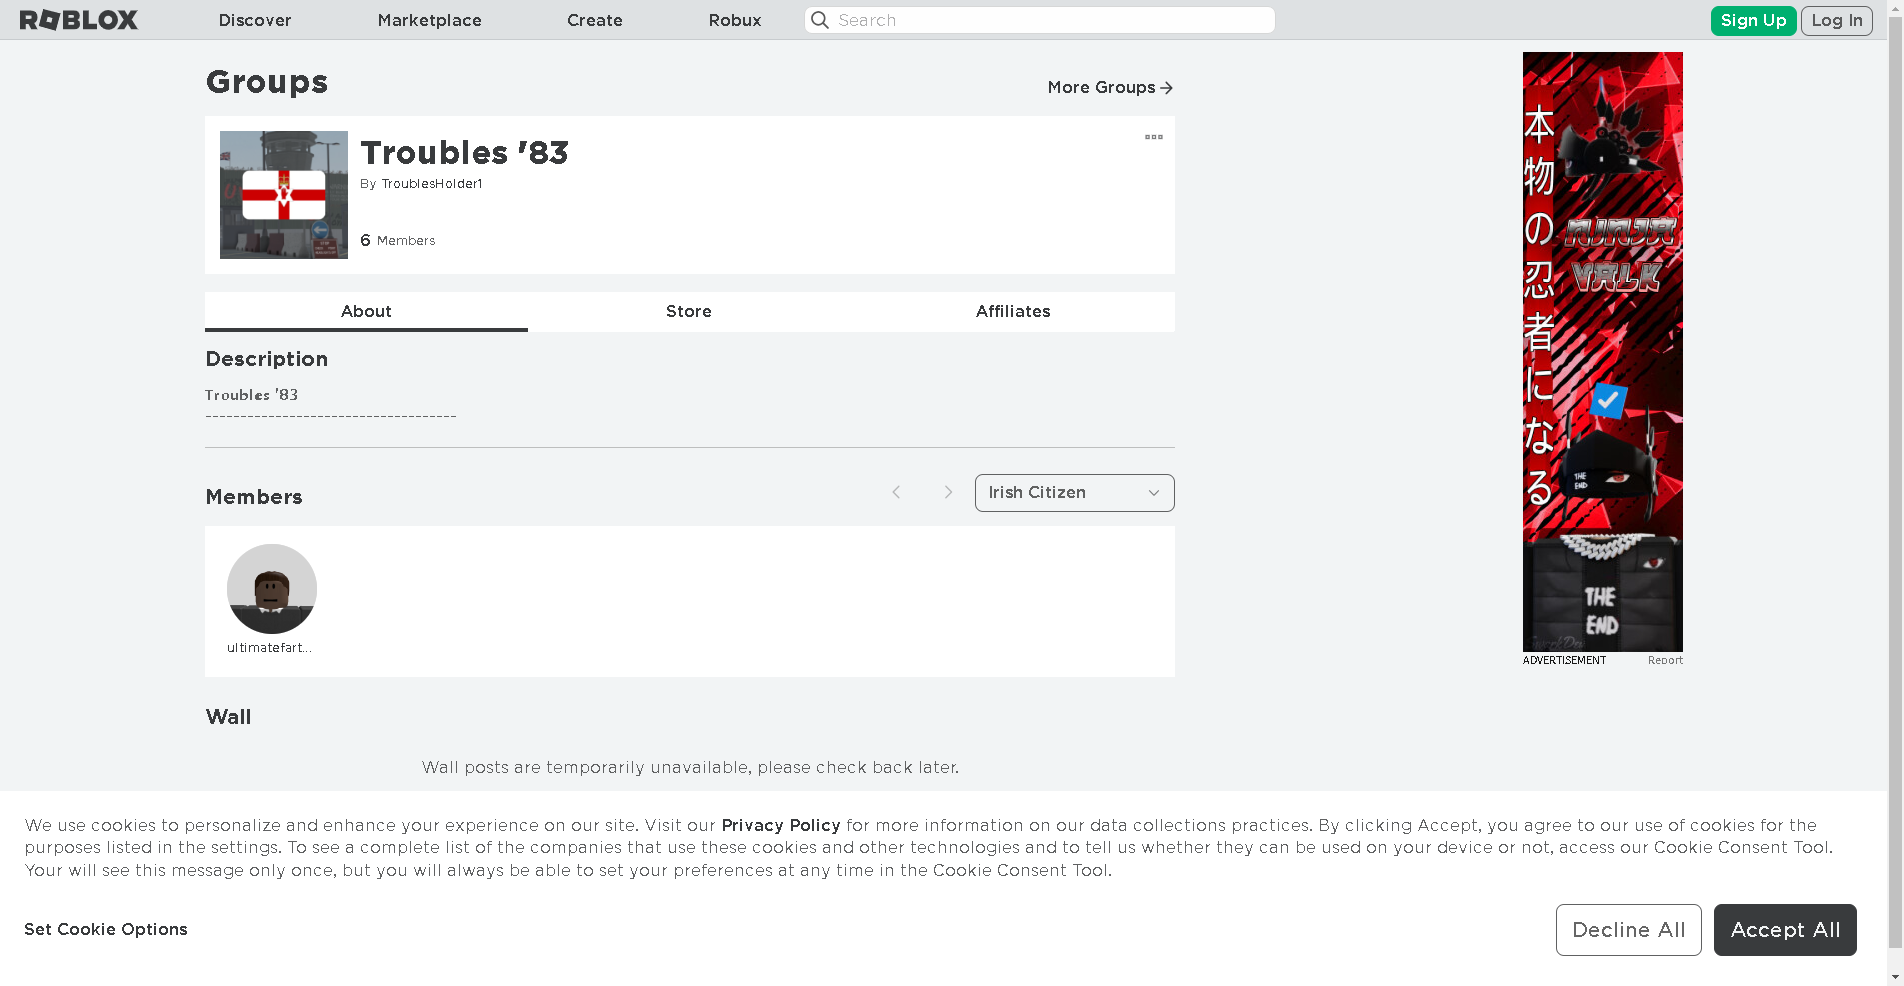 ROBLOX
Discover
Marketplace
Create
Robux
Search
Sign Up
Log In
Groups
More Groups
Troubles '83
By TroublesHolder1
6 Members
About
Store
Affiliates
Description
Troubles '83
------------------------------------
Members
Irish Citizen
ultimatefart...
Wall
Wall posts are temporarily unavailable, please check back later.
本物の忍者になる
NINJA
VALK
THE
END
THE
END
ADVERTISEMENT
Report
We use cookies to personalize and enhance your experience on our site. Visit our Privacy Policy for more information on our data collections practices. By clicking Accept, you agree to our use of cookies for the
purposes listed in the settings. To see a complete list of the companies that use these cookies and other technologies and to tell us whether they can be used on your device or not, access our Cookie Consent Tool.
Your will see this message only once, but you will always be able to set your preferences at any time in the Cookie Consent Tool.
Set Cookie Options
Decline All
Accept All